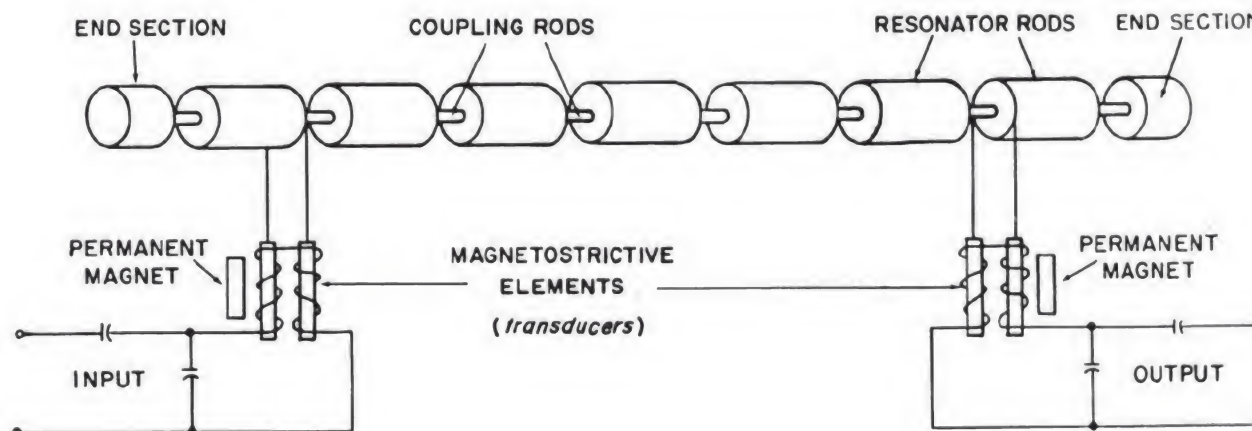 END SECTION
COUPLING RODS
RESONATOR RODS
END SECTION
PERMANENT
MAGNET
MAGNETOSTRICTIVE
ELEMENTS
(transducers)
PERMANENT
MAGNET
INPUT
OUTPUT